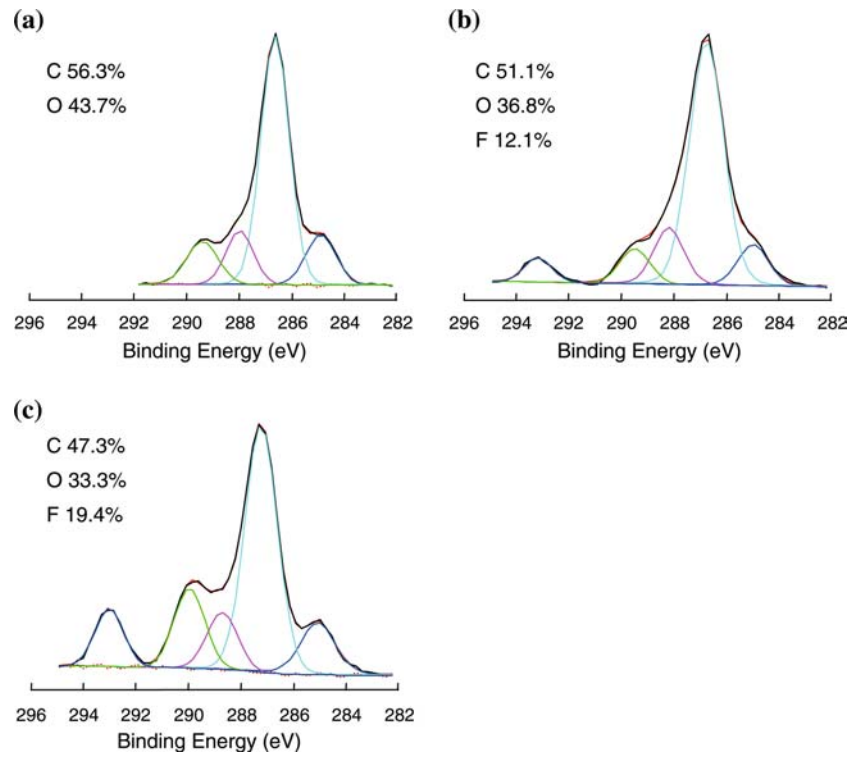 (a)
C 56.3%
O 43.7%
296 294 292 290 288 286 284 282
Binding Energy (eV)
(b)
C 51.1%
O 36.8%
F 12.1%
296 294 292 290 288 286 284 282
Binding Energy (eV)
(c)
C 47.3%
O 33.3%
F 19.4%
296 294 292 290 288 286 284 282
Binding Energy (eV)